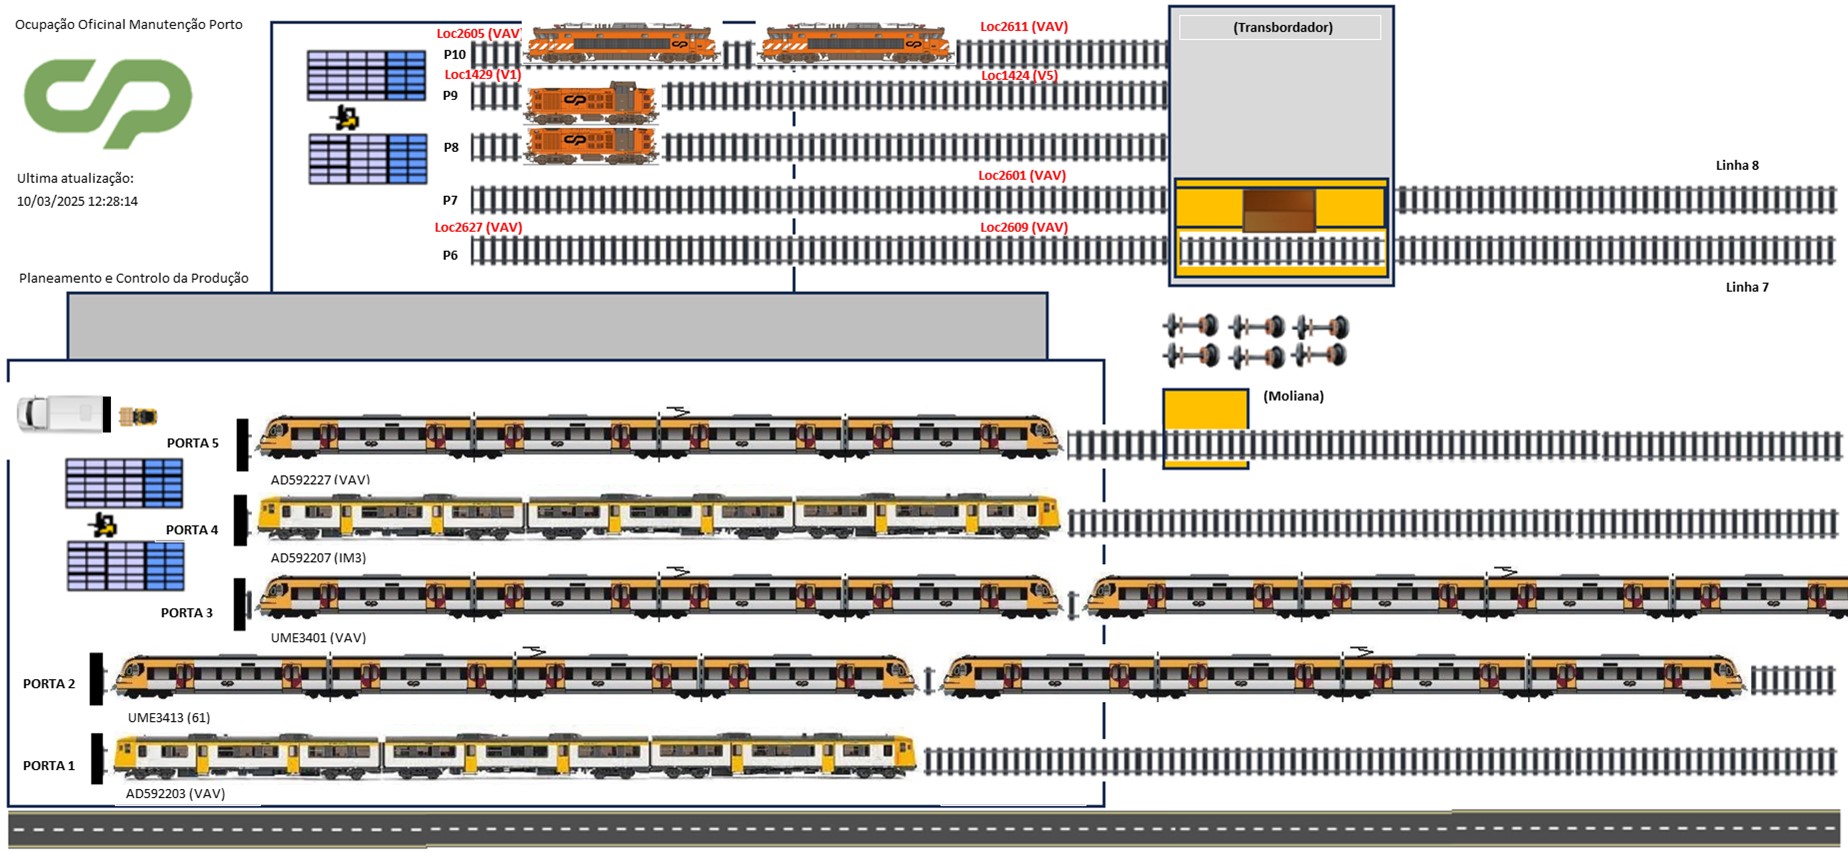 Ocupação Oficinal Manutenção Porto
Ultima atualização:
10/03/2025 12:28:14
Planeamento e Controlo da Produção
Loc2605 (VAV)
Loc2611 (VAV)
P10
Loc1429 (V1)
Loc1424 (V5)
P9
P8
Loc2601 (VAV)
P7
Loc2627 (VAV)
Loc2609 (VAV)
P6
(Transbordador)
Linha 8
Linha 7
(Moliana)
PORTA 5
AD592227 (VAV)
PORTA 4
AD592207 (IM3)
PORTA 3
UME3401 (VAV)
PORTA 2
UME3413 (61)
PORTA 1
AD592203 (VAV)